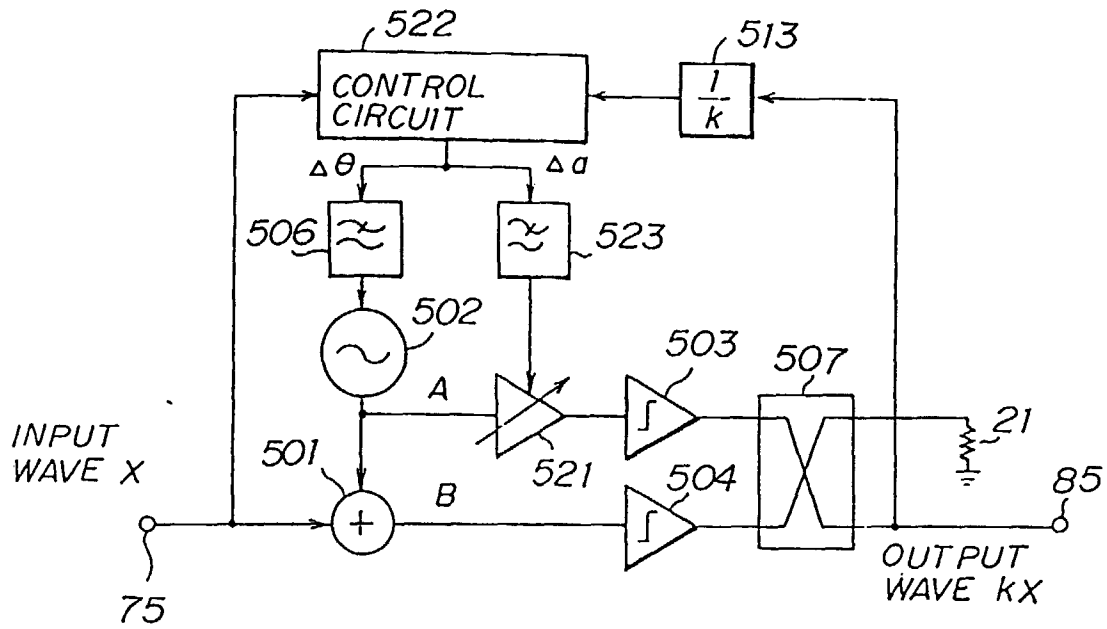 522
513
CONTROL
CIRCUIT
1
k
Δθ
Δa
506
523
502
503
507
A
21
INPUT
WAVE X
501
521
504
85
B
+
75
OUTPUT
WAVE kX